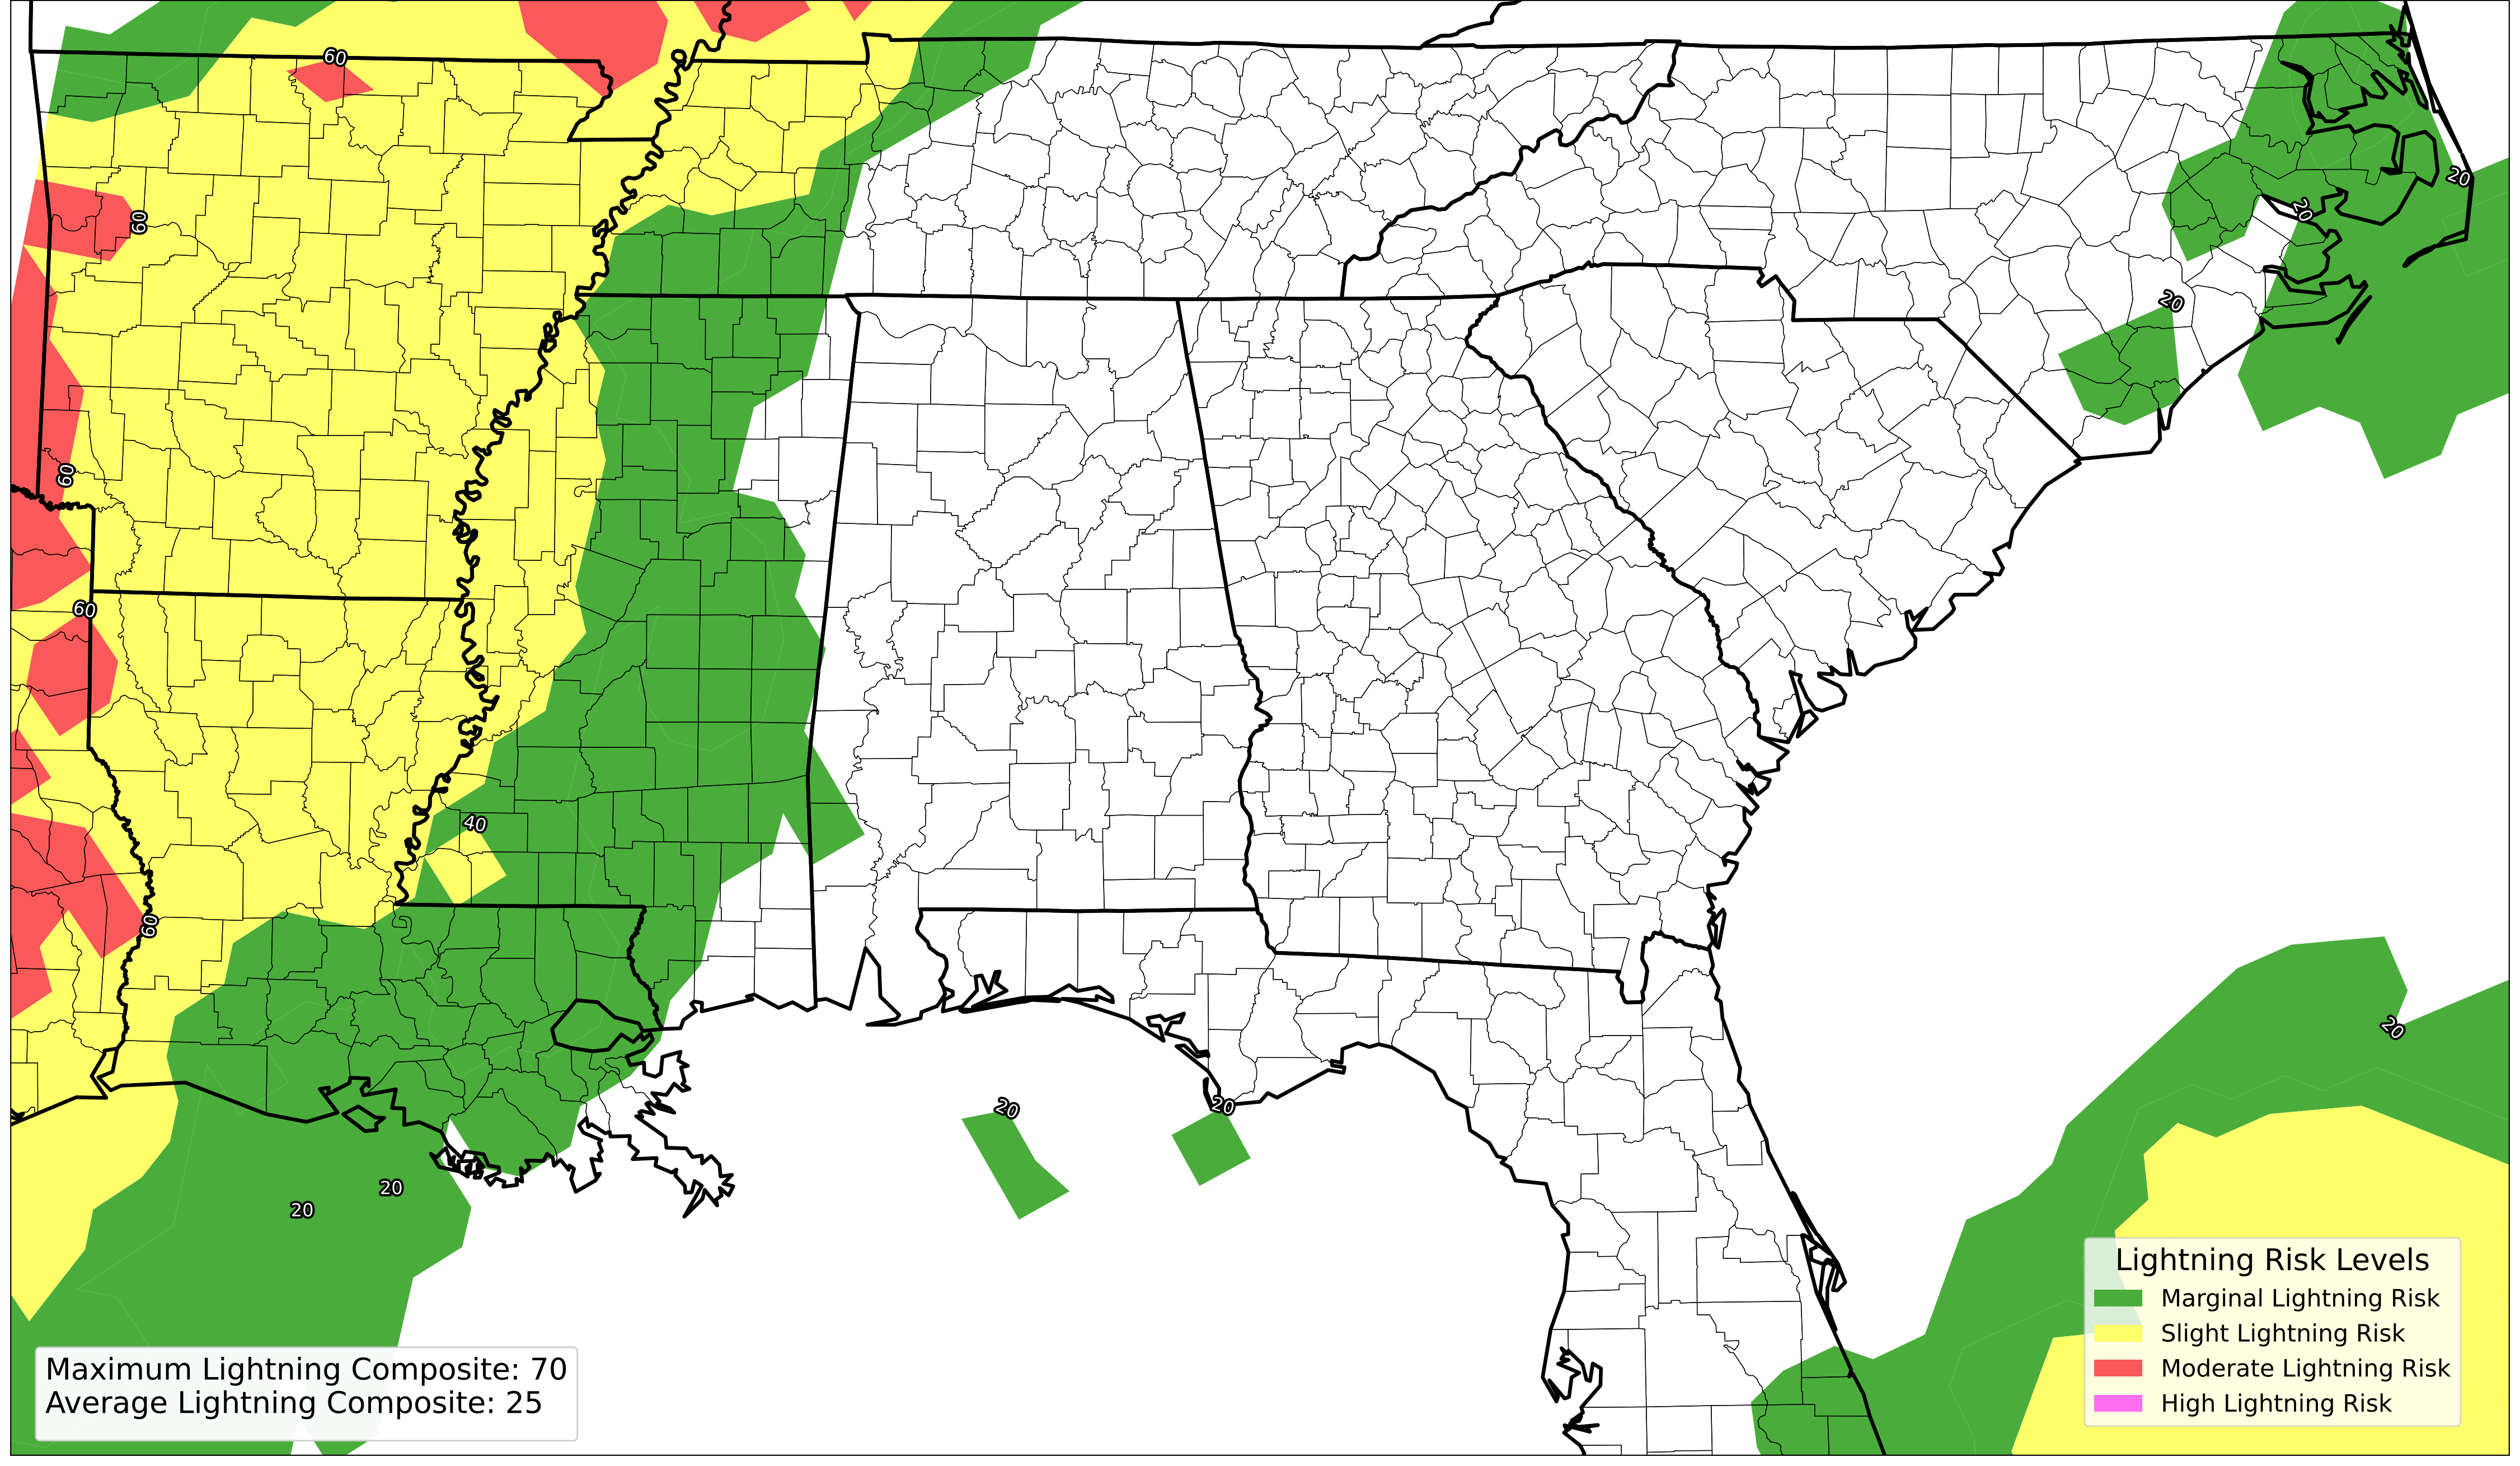 60
60
20
20
20
60
60
40
60
20
20
20
20
20
Lightning Risk Levels
Marginal Lightning Risk
Slight Lightning Risk
Moderate Lightning Risk
High Lightning Risk
Maximum Lightning Composite: 70
Average Lightning Composite: 25